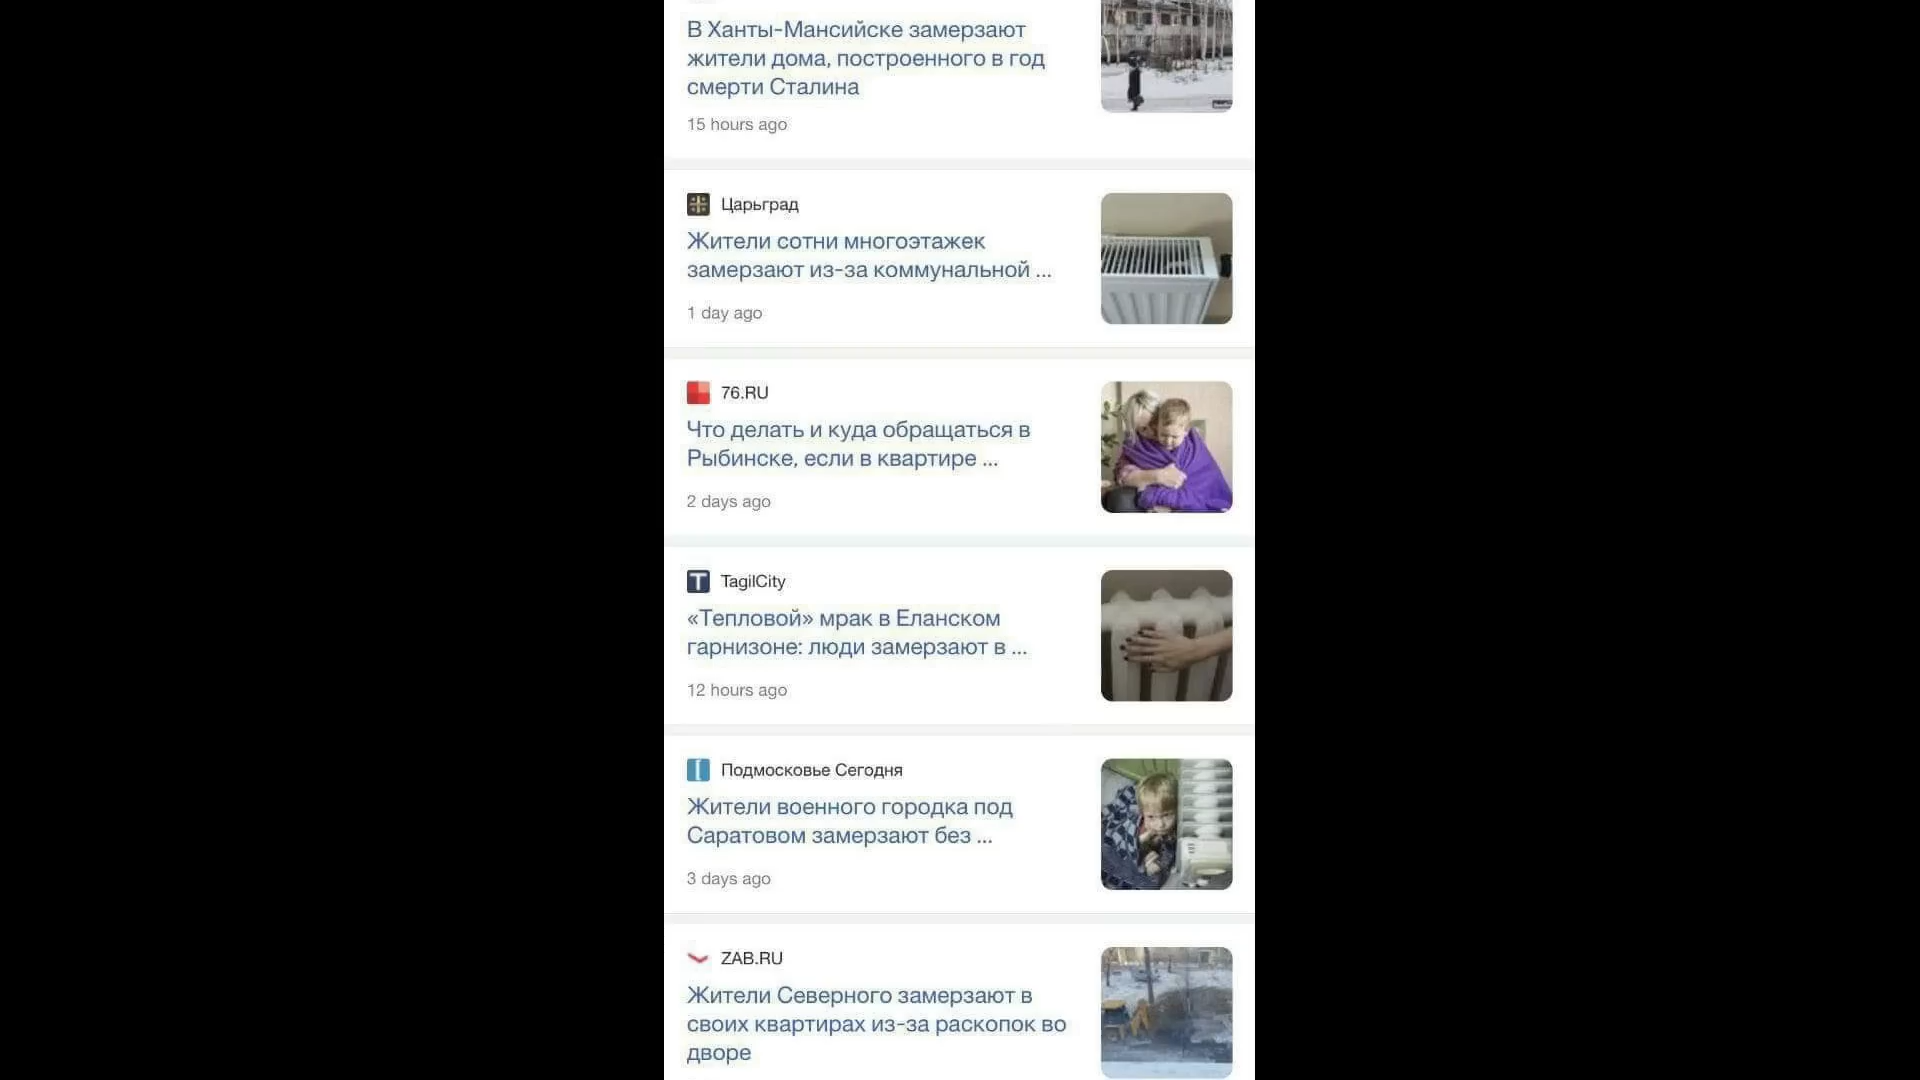 В Ханты-Мансийске замерзают
жители дома, построенного в год
смерти Сталина
15 hours ago
Царьград
Жители сотни многоэтажек
замерзают из-за коммунальной ...
1 day ago
76.RU
Что делать и куда обращаться в
Рыбинске, если в квартире ...
2 days ago
TagilCity
«Тепловой» мрак в Еланском
гарнизоне: люди замерзают в ...
12 hours ago
Подмосковье Сегодня
Жители военного городка под
Саратовом замерзают без ...
3 days ago
ZAB.RU
Жители Северного замерзают в
своих квартирах из-за раскопок во
дворе